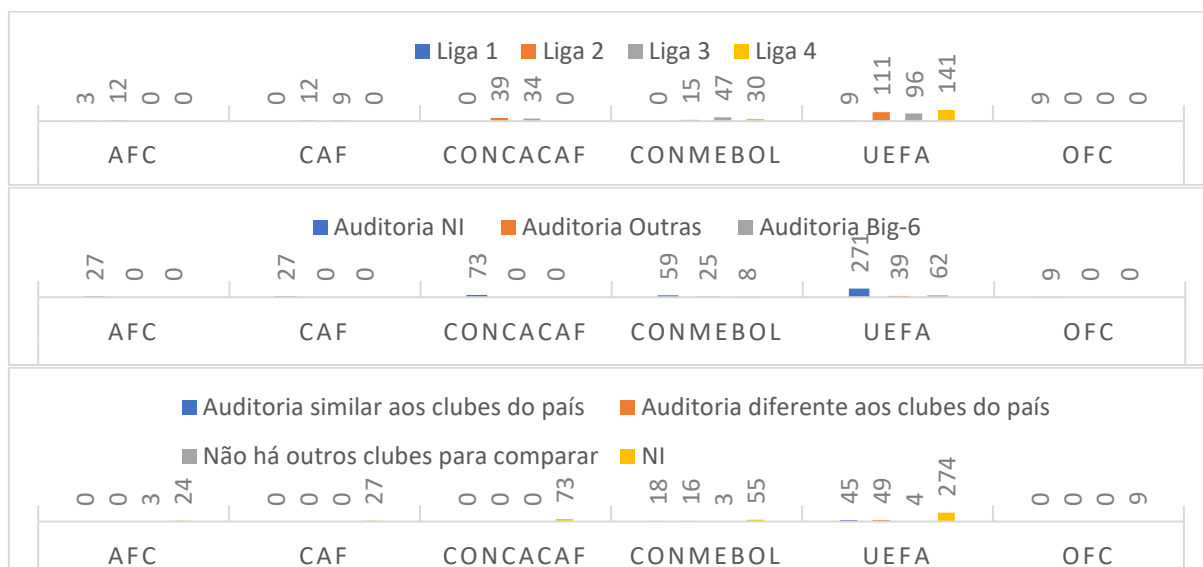 Liga 1 Liga 2 Liga 3 Liga 4
3 12 0 0 0 12 9 0 0 39 34 0 0 15 47 30 9 111 96 141 9 0 0 0
AFC CAF CONCACAF CONMEBOL UEFA OFC
Auditoria NI Auditoria Outras Auditoria Big-6
27 0 0 27 0 0 73 0 0 59 25 8 271 39 62 9 0 0
AFC CAF CONCACAF CONMEBOL UEFA OFC
Auditoria similar aos clubes do país Auditoria diferente aos clubes do país
Não há outros clubes para comparar NI
0 0 3 24 0 0 0 27 0 0 0 73 18 16 3 55 45 49 4 274 0 0 0 9
AFC CAF CONCACAF CONMEBOL UEFA OFC